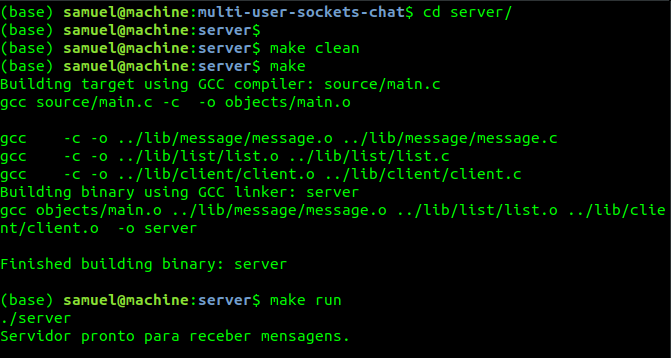 (base) samuel@machine:multi-user-sockets-chat$ cd server/
(base) samuel@machine:server$
(base) samuel@machine:server$ make clean
(base) samuel@machine:server$ make
Building target using GCC compiler: source/main.c
gcc source/main.c -c  -o objects/main.o

gcc    -c -o ../lib/message/message.o ../lib/message/message.c
gcc    -c -o ../lib/list/list.o ../lib/list/list.c
gcc    -c -o ../lib/client/client.o ../lib/client/client.c
Building binary using GCC linker: server
gcc objects/main.o ../lib/message/message.o ../lib/list/list.o ../lib/clie
nt/client.o  -o server

Finished building binary: server

(base) samuel@machine:server$ make run
./server
Servidor pronto para receber mensagens.